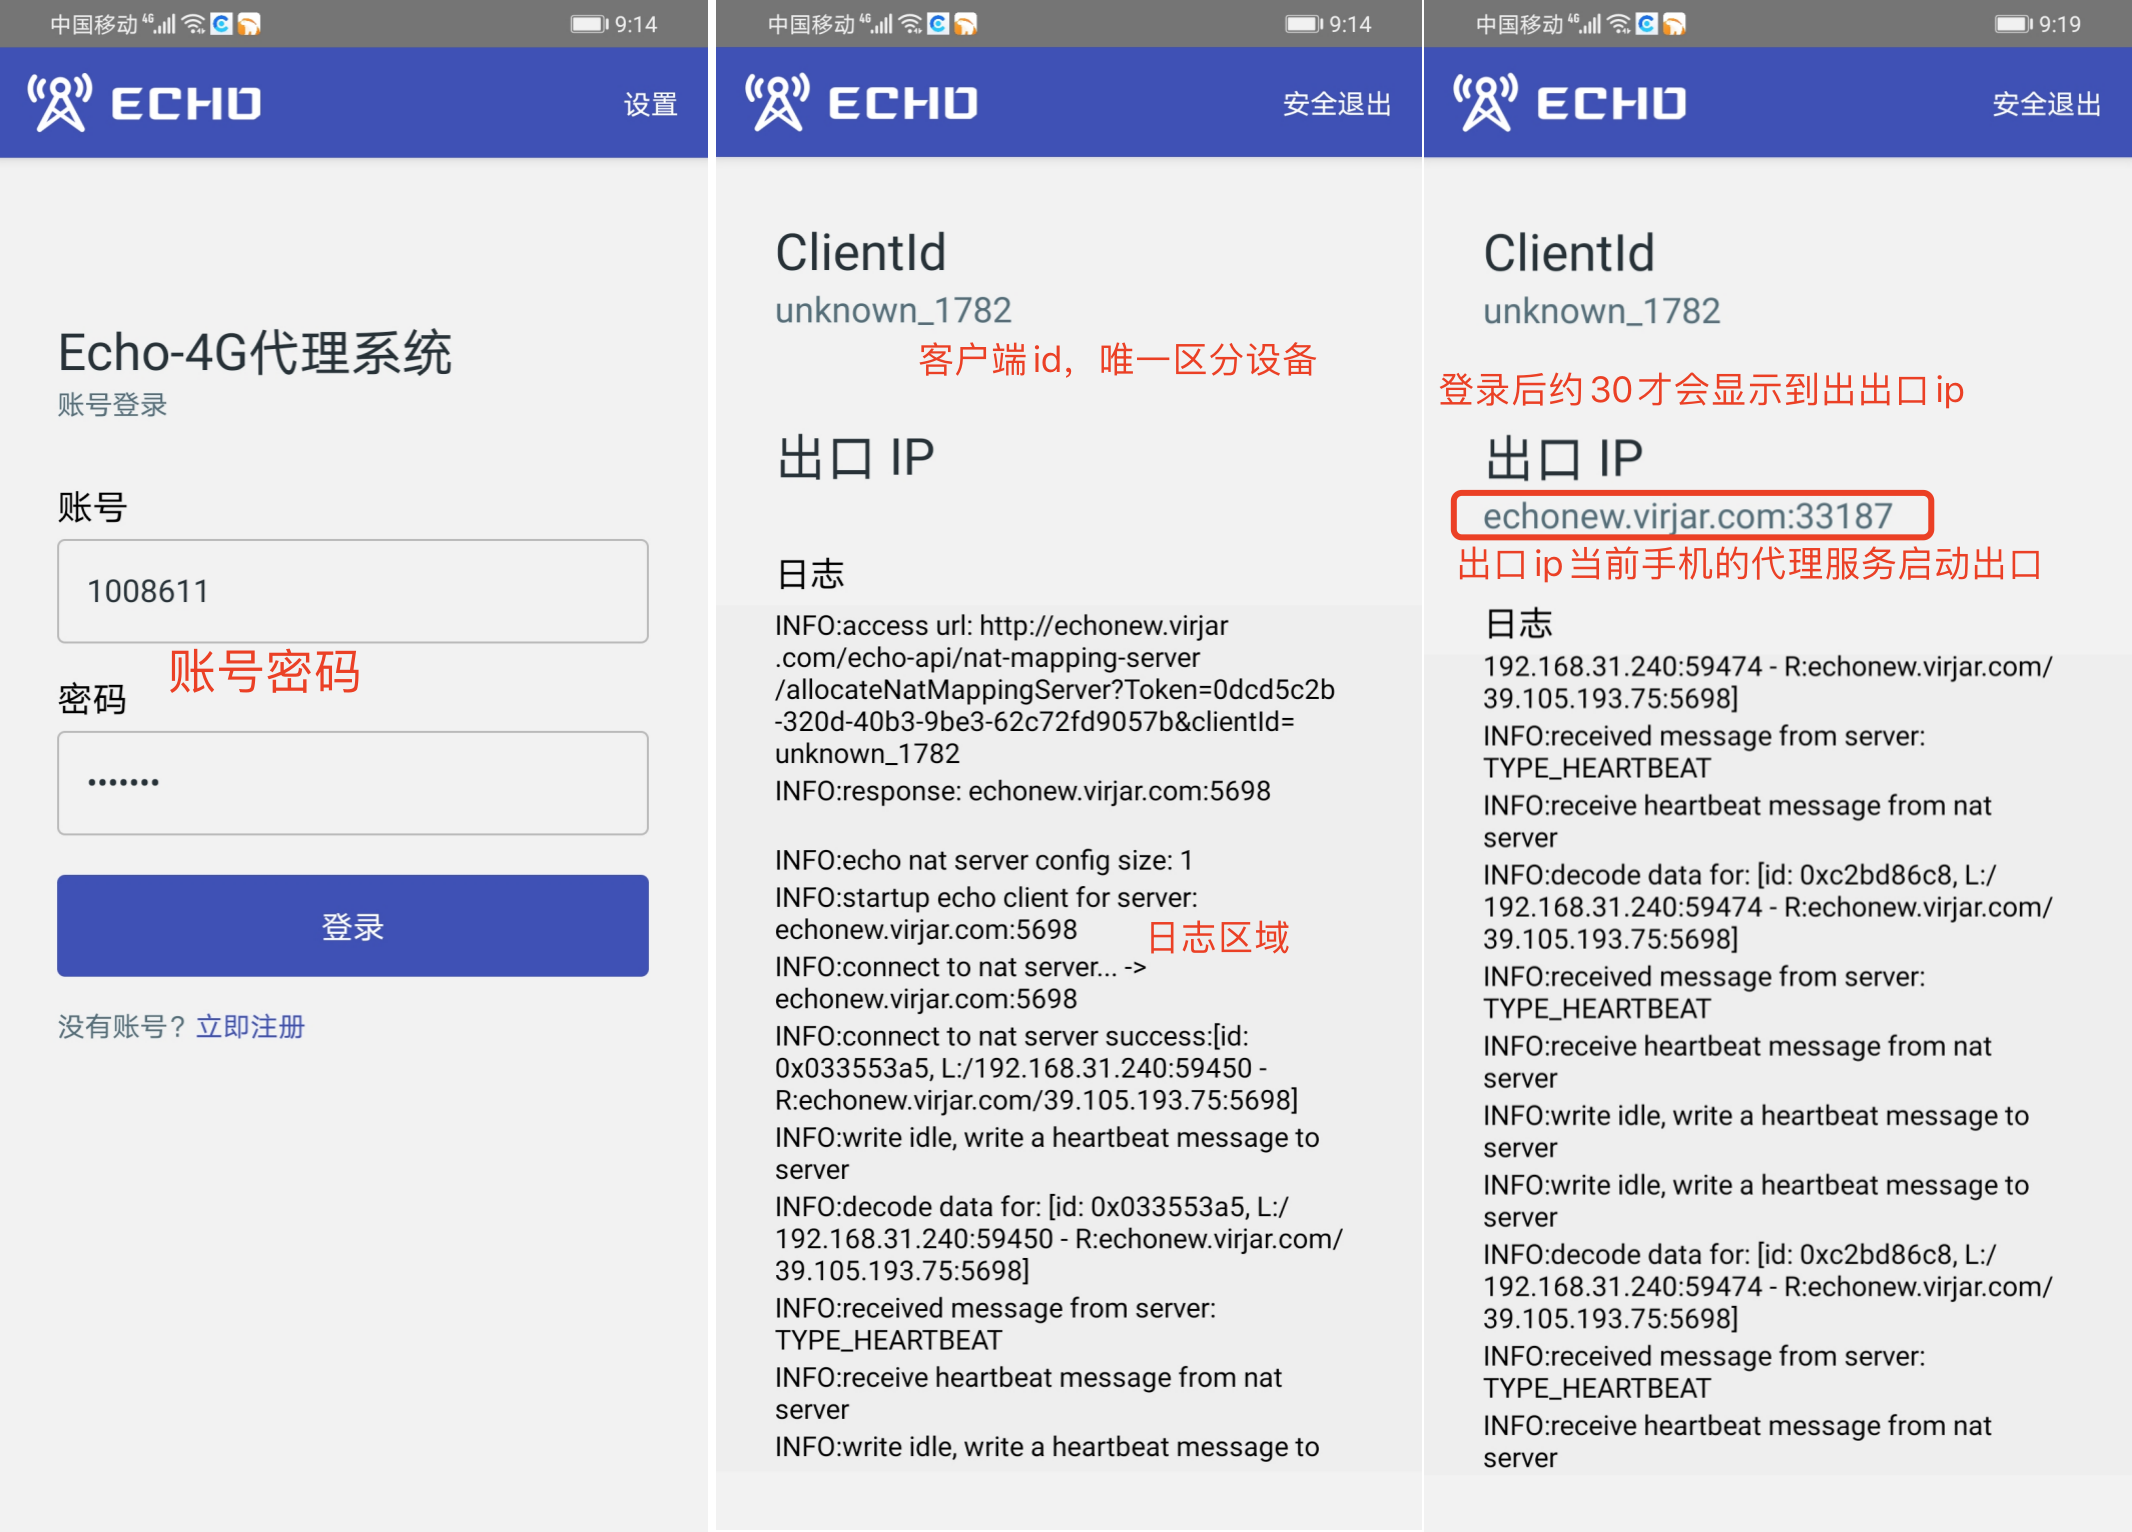 中国移动 4G 9:14
ECHO 设置
Echo-4G代理系统
账号登录
账号
1008611
账号密码
密码
•••••••
登录
没有账号? 立即注册
中国移动 4G 9:14
ECHO 安全退出
ClientId
unknown_1782
客户端id，唯一区分设备
出口 IP
日志
INFO:access url: http://echonew.virjar
.com/echo-api/nat-mapping-server
/allocateNatMappingServer?Token=0dcd5c2b
-320d-40b3-9be3-62c72fd9057b&clientId=
unknown_1782
INFO:response: echonew.virjar.com:5698
INFO:echo nat server config size: 1
INFO:startup echo client for server:
echonew.virjar.com:5698
日志区域
INFO:connect to nat server... ->
echonew.virjar.com:5698
INFO:connect to nat server success:[id:
0x033553a5, L:/192.168.31.240:59450 -
R:echonew.virjar.com/39.105.193.75:5698]
INFO:write idle, write a heartbeat message to
server
INFO:decode data for: [id: 0x033553a5, L:/
192.168.31.240:59450 - R:echonew.virjar.com/
39.105.193.75:5698]
INFO:received message from server:
TYPE_HEARTBEAT
INFO:receive heartbeat message from nat
server
INFO:write idle, write a heartbeat message to
中国移动 4G 9:19
ECHO 安全退出
ClientId
unknown_1782
登录后约30才会显示到出出口ip
出口 IP
echonew.virjar.com:33187
出口ip当前手机的代理服务启动出口
日志
192.168.31.240:59474 - R:echonew.virjar.com/
39.105.193.75:5698]
INFO:received message from server:
TYPE_HEARTBEAT
INFO:receive heartbeat message from nat
server
INFO:decode data for: [id: 0xc2bd86c8, L:/
192.168.31.240:59474 - R:echonew.virjar.com/
39.105.193.75:5698]
INFO:received message from server:
TYPE_HEARTBEAT
INFO:receive heartbeat message from nat
server
INFO:write idle, write a heartbeat message to
server
INFO:write idle, write a heartbeat message to
server
INFO:decode data for: [id: 0xc2bd86c8, L:/
192.168.31.240:59474 - R:echonew.virjar.com/
39.105.193.75:5698]
INFO:received message from server:
TYPE_HEARTBEAT
INFO:receive heartbeat message from nat
server